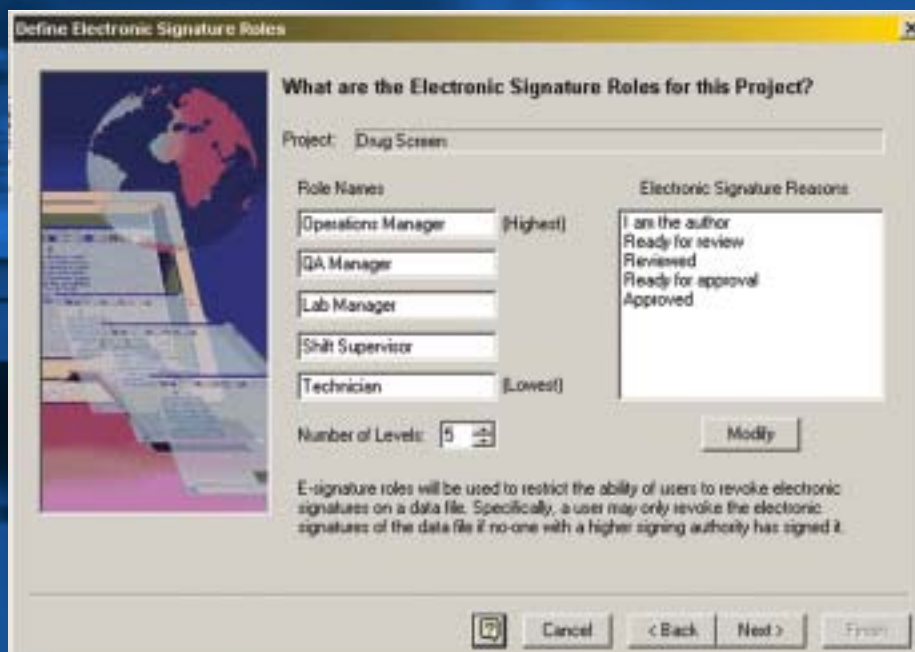 Define Electronic Signature Roles
What are the Electronic Signature Roles for this Project?
Project: Drug Screen
Role Names
Electronic Signature Reasons
Operations Manager (Highest)
QA Manager
Lab Manager
Shift Supervisor
Technician (Lowest)
I am the author
Ready for review
Reviewed
Ready for approval
Approved
Number of Levels: 5
Modify
E-signature roles will be used to restrict the ability of users to revoke electronic
signatures on a data file. Specifically, a user may only revoke the electronic
signatures of the data file if no-one with a higher signing authority has signed it.
Cancel < Back Next > Finish